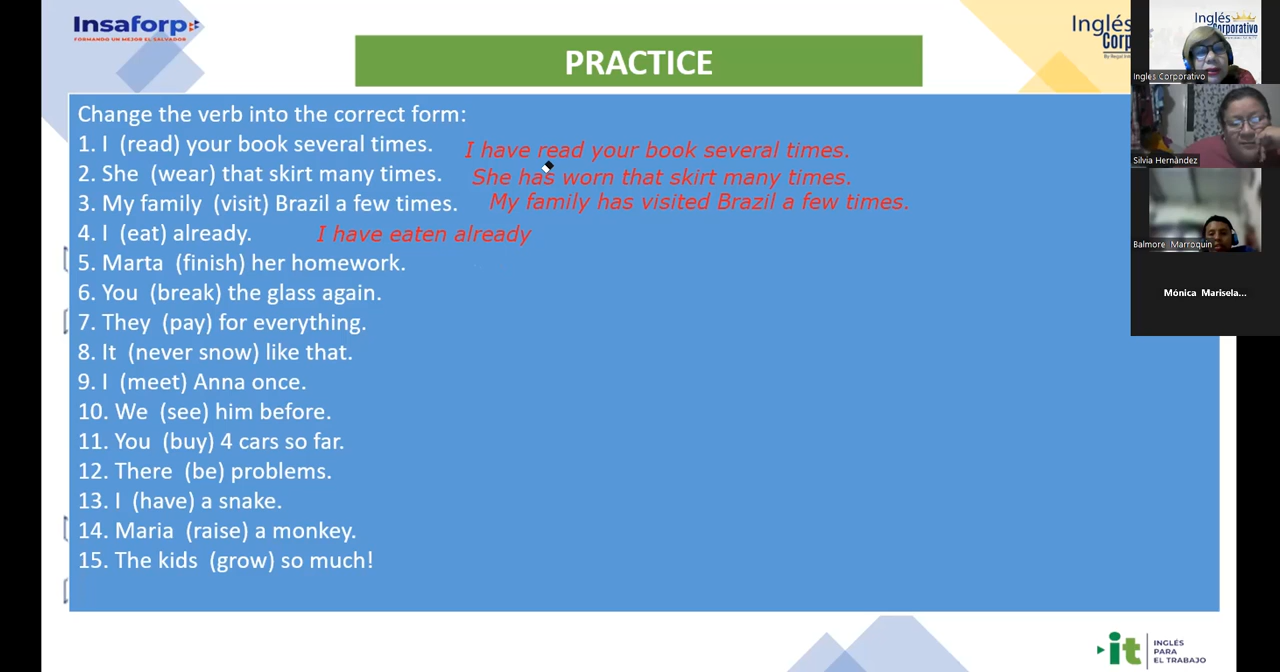 Insaforp
FORMANDO UN MEJOR EL SALVADOR
Inglés
Corp
PRACTICE
Inglés
Corporativo
Ingles Corporativo
Silvia Hernández
Balmore Marroquin
Mónica Marisela...
Change the verb into the correct form:
1. I (read) your book several times. I have read your book several times.
2. She (wear) that skirt many times. She has worn that skirt many times.
3. My family (visit) Brazil a few times. My family has visited Brazil a few times.
4. I (eat) already. I have eaten already
5. Marta (finish) her homework.
6. You (break) the glass again.
7. They (pay) for everything.
8. It (never snow) like that.
9. I (meet) Anna once.
10. We (see) him before.
11. You (buy) 4 cars so far.
12. There (be) problems.
13. I (have) a snake.
14. Maria (raise) a monkey.
15. The kids (grow) so much!
it
INGLÉS
PARA
EL TRABAJO